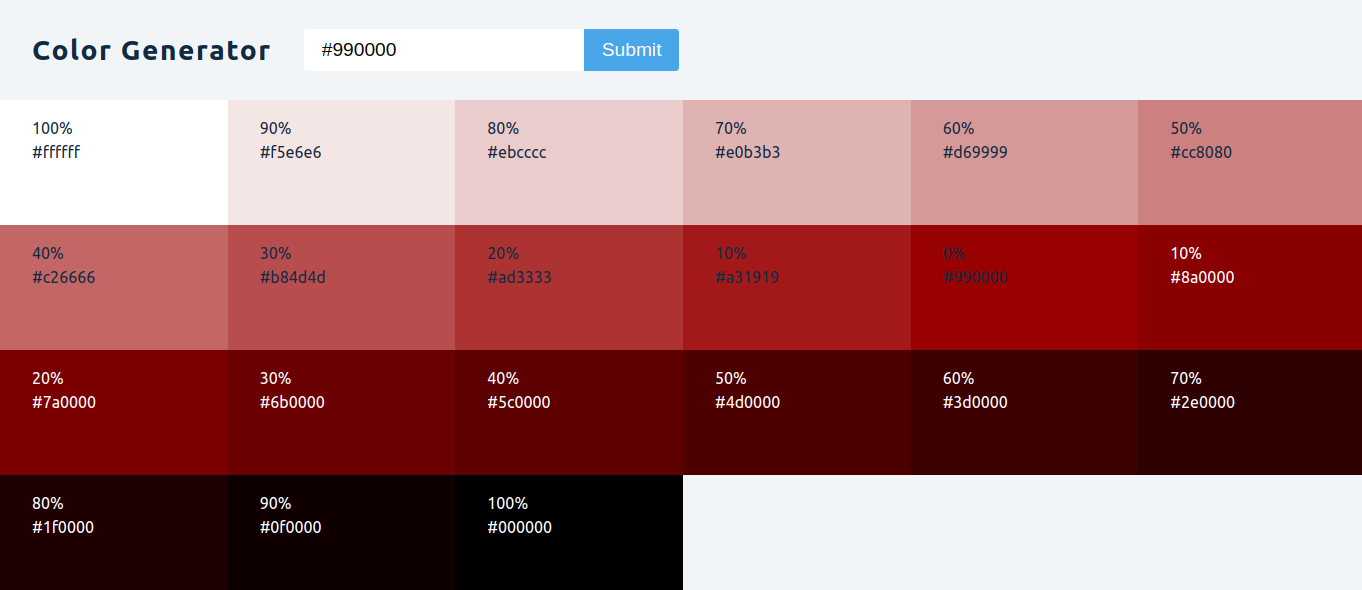 Color Generator
#990000
Submit
100%
#ffffff
90%
#f5e6e6
80%
#ebcccc
70%
#e0b3b3
60%
#d69999
50%
#cc8080
40%
#c26666
30%
#b84d4d
20%
#ad3333
10%
#a31919
0%
#990000
10%
#8a0000
20%
#7a0000
30%
#6b0000
40%
#5c0000
50%
#4d0000
60%
#3d0000
70%
#2e0000
80%
#1f0000
90%
#0f0000
100%
#000000